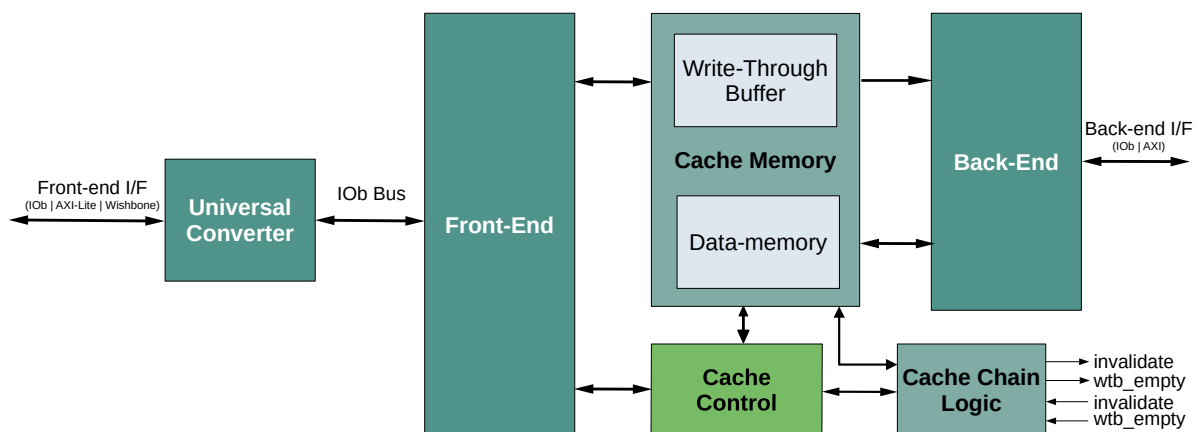 Front-end I/F
(IOb | AXI-Lite | Wishbone)
Universal
Converter
IOb Bus
Front-End
Write-Through
Buffer
Cache Memory
Data-memory
Back-End
Back-end I/F
(IOb | AXI)
Cache
Control
Cache Chain
Logic
invalidate
wtb_empty
invalidate
wtb_empty